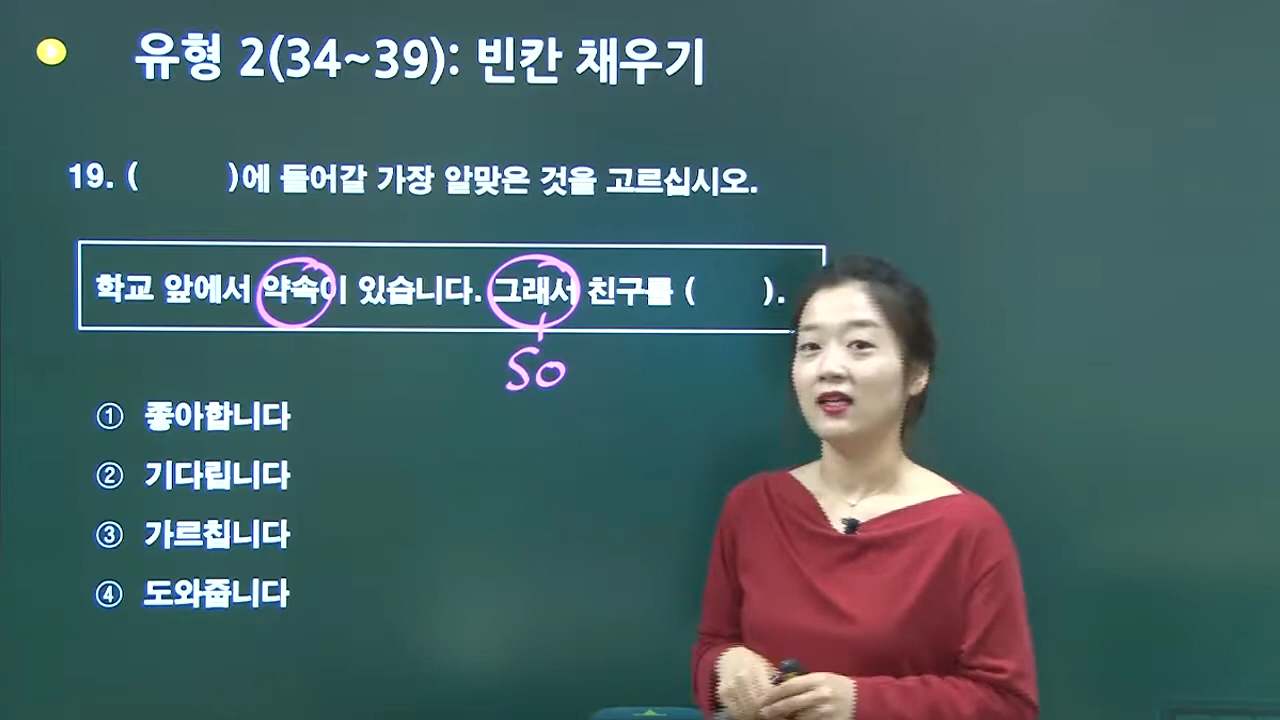 유형 2(34~39): 빈칸 채우기
19. (       )에 들어갈 가장 알맞은 것을 고르십시오.
학교 앞에서 약속이 있습니다. 그래서 친구를 (       ).
so
① 좋아합니다
② 기다립니다
③ 가르칩니다
④ 도와줍니다